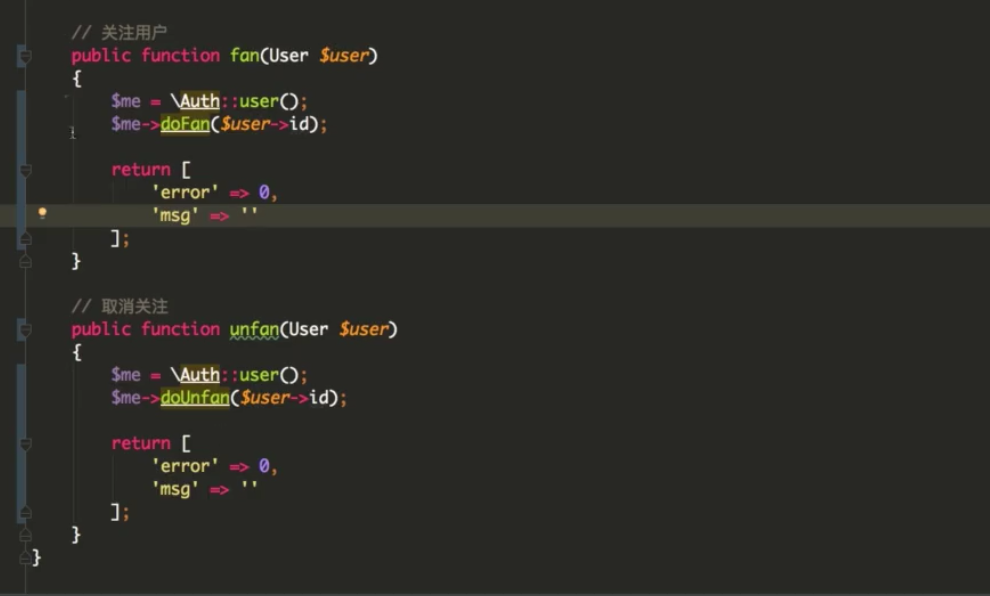 // 关注用户
public function fan(User $user)
{
$me = \Auth::user();
$me->doFan($user->id);
return [
'error' => 0,
'msg' => ''
];
}
// 取消关注
public function unfan(User $user)
{
$me = \Auth::user();
$me->doUnfan($user->id);
return [
'error' => 0,
'msg' => ''
];
}
}